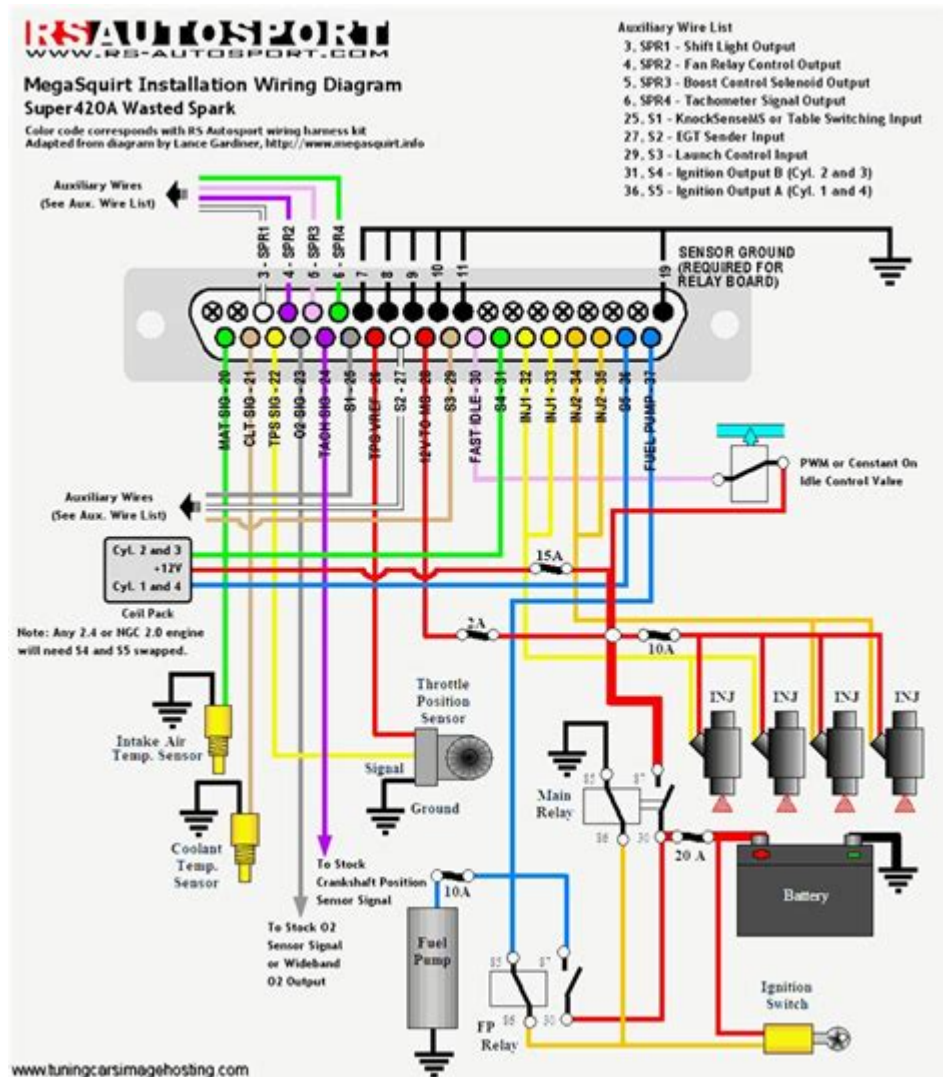 RSAUTOSPORT
WWW.RS-AUTOSPORT.COM
MegaSquirt Installation Wiring Diagram
Super420A Wasted Spark
Color code corresponds with RS Autosport wiring harness kit
Adapted from diagram by Lance Gardiner, http://www.megasquirt.info
Auxiliary Wire List
3, SPR1 - Shift Light Output
4, SPR2 - Fan Relay Control Output
5, SPR3 - Boost Control Solenoid Output
6, SPR4 - Tachometer Signal Output
25, S1 - KnockSenseMS or Table Switching Input
27, S2 - EGT Sender Input
29, S3 - Launch Control Input
31, S4 - Ignition Output B (Cyl. 2 and 3)
36, S5 - Ignition Output A (Cyl. 1 and 4)
Auxiliary Wires
(See Aux. Wire List)
3 - SPR1
4 - SPR2
5 - SPR3
6 - SPR4
7
8
9
10
11
19
SENSOR GROUND
(REQUIRED FOR
RELAY BOARD)
MAT SIG - 20
CLT SIG - 21
TPS SIG - 22
O2 SIG - 23
TACH SIG - 24
S1 - 25
TPS VREF - 26
S2 - 27
12V TO MS - 28
S3 - 29
FAST IDLE - 30
S4 - 31
INJ1 - 32
INJ1 - 33
INJ2 - 34
INJ2 - 35
S5 - 36
FUEL PUMP - 37
PWM or Constant On
Idle Control Valve
Auxiliary Wires
(See Aux. Wire List)
Cyl. 2 and 3
+12V
Cyl. 1 and 4
Coil Pack
Note: Any 2.4 or NGC 2.0 engine
will need S4 and S5 swapped.
15A
2A
10A
INJ
INJ
INJ
INJ
Throttle
Position
Sensor
Signal
Ground
Intake Air
Temp. Sensor
Coolant
Temp.
Sensor
Main
Relay
30
20 A
Battery
To Stock
Crankshaft Position
Sensor Signal
To Stock O2
Sensor Signal
or Wideband
O2 Output
10A
Fuel
Pump
30
FP
Relay
Ignition
Switch
www.tuningcarsimagehosting.com